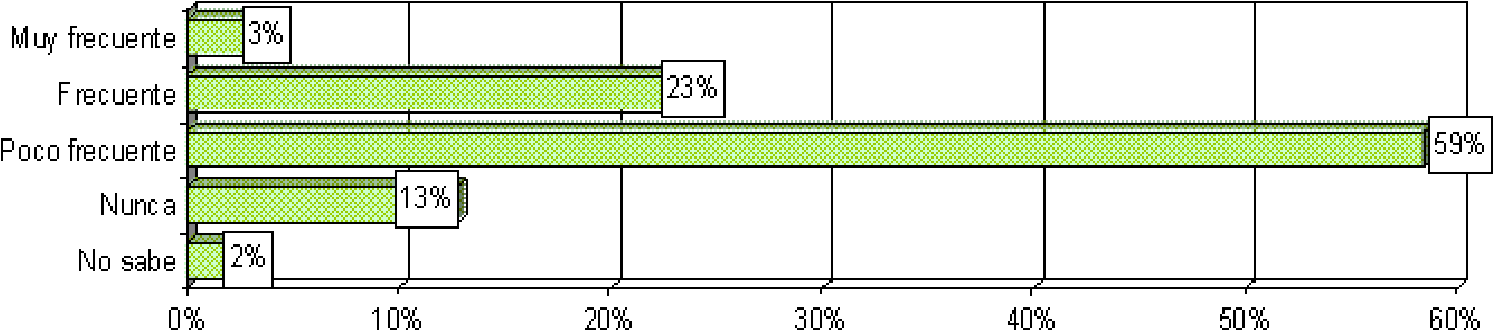 Muy frecuente 3%
Frecuente 23%
Poco frecuente 59%
Nunca 13%
No sabe 2%
0% 10% 20% 30% 40% 50% 60%